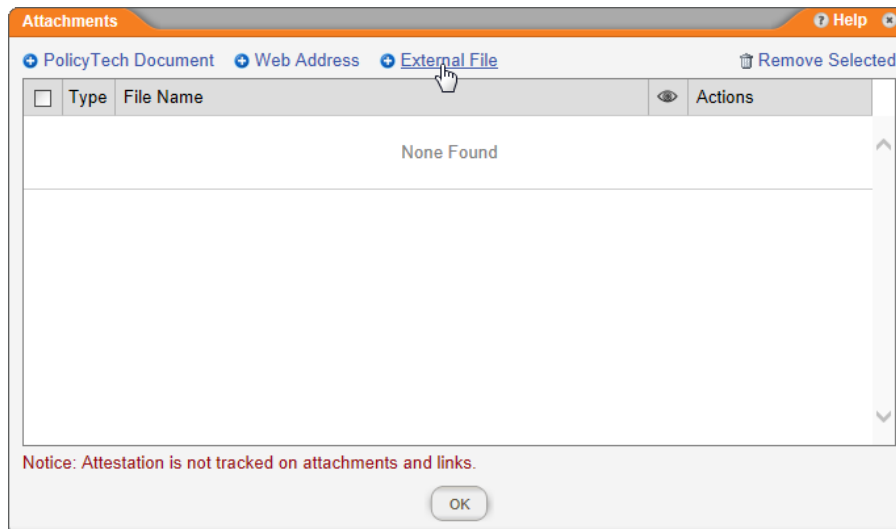 Attachments Help
PolicyTech Document Web Address External File Remove Selected
Type File Name Actions
None Found
Notice: Attestation is not tracked on attachments and links.
OK